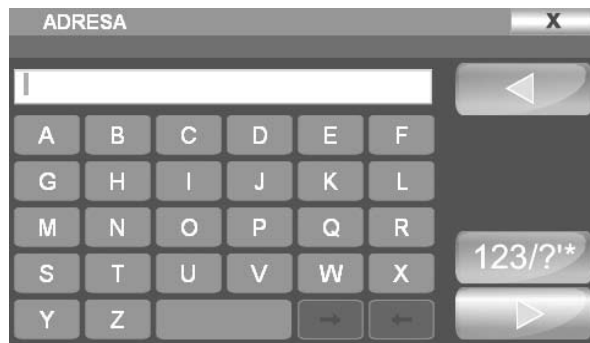 ADRESA X
A B C D E F
G H I J K L
M N O P Q R
S T U V W X
123/?'*
Y Z → ←